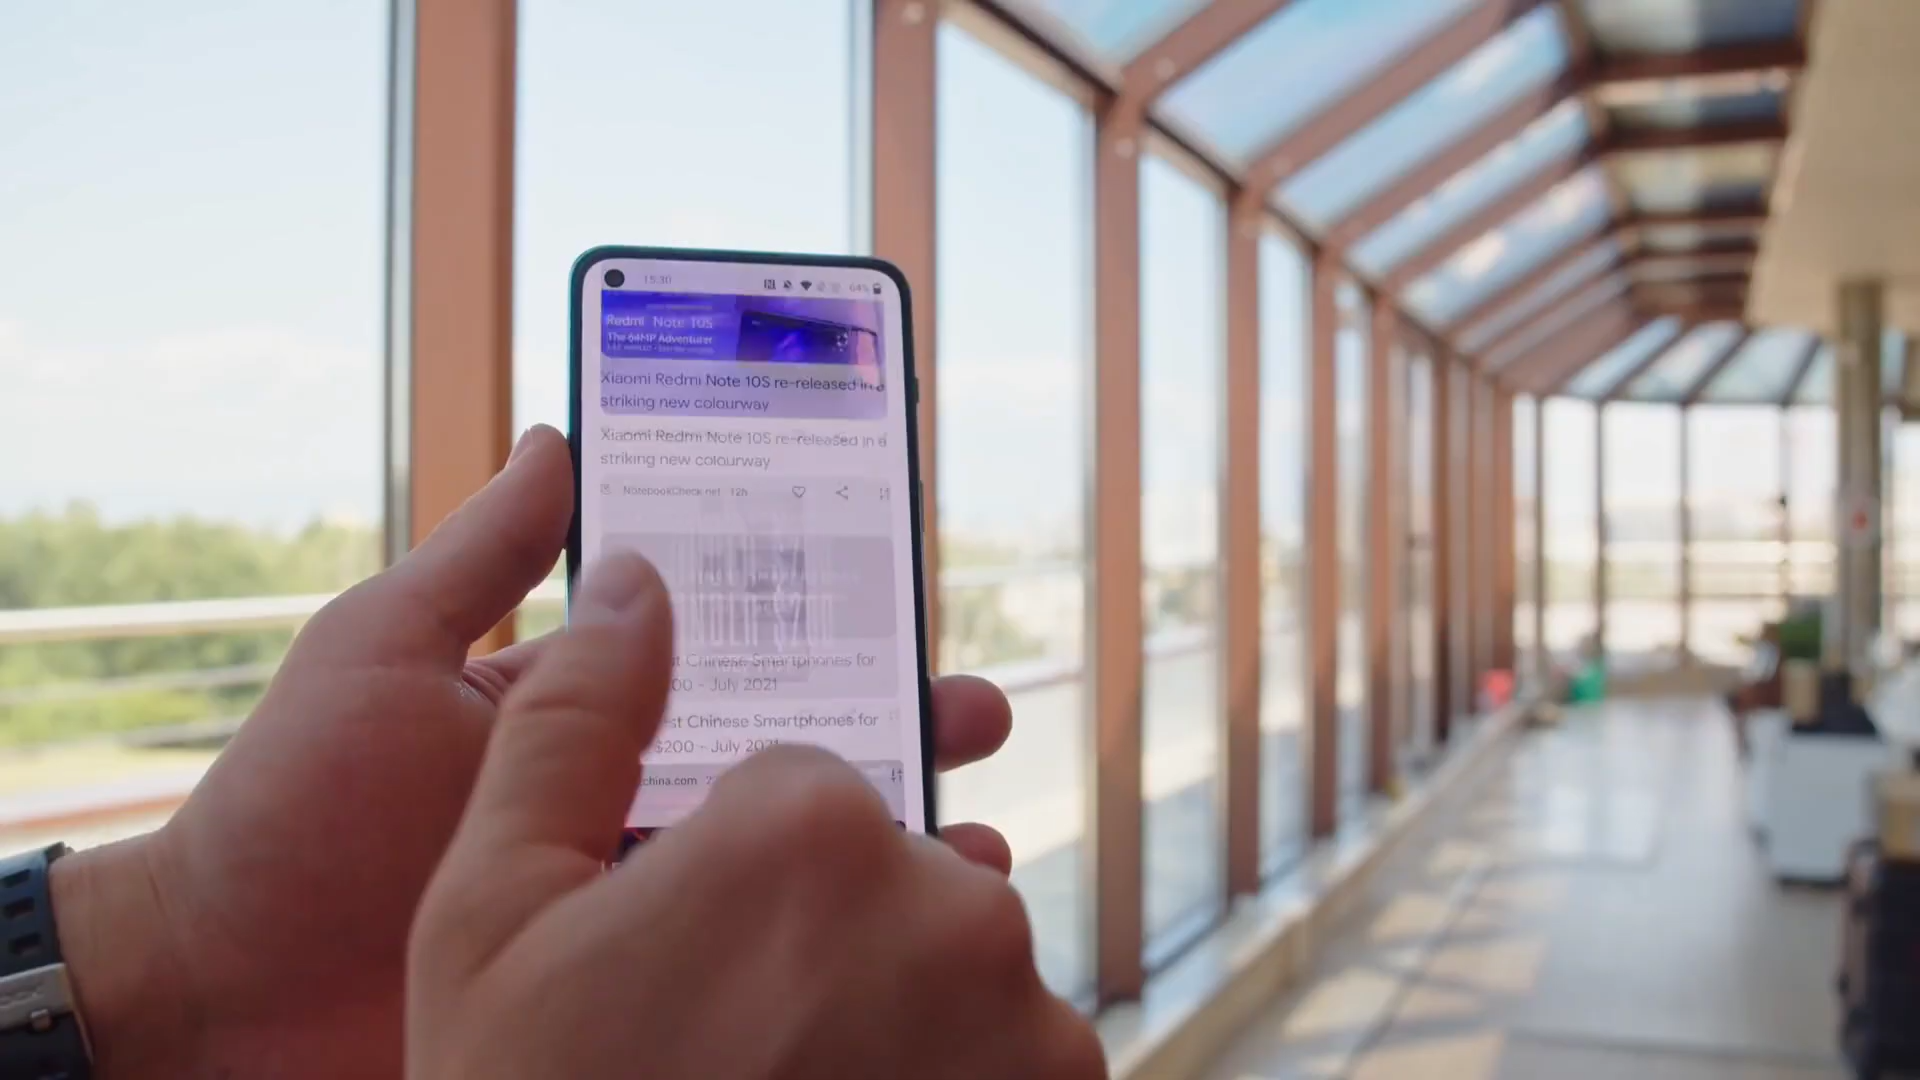 15:30
64%
Redmi Note 10S
The 64MP Adventurer
Xiaomi Redmi Note 10S re-released in a
striking new colourway
Xiaomi Redmi Note 10S re-released in a
striking new colourway
NotebookCheck.net · 12h
Chinese Smartphones for
00 - July 2021
st Chinese Smartphones for
$200 - July 2021
china.com